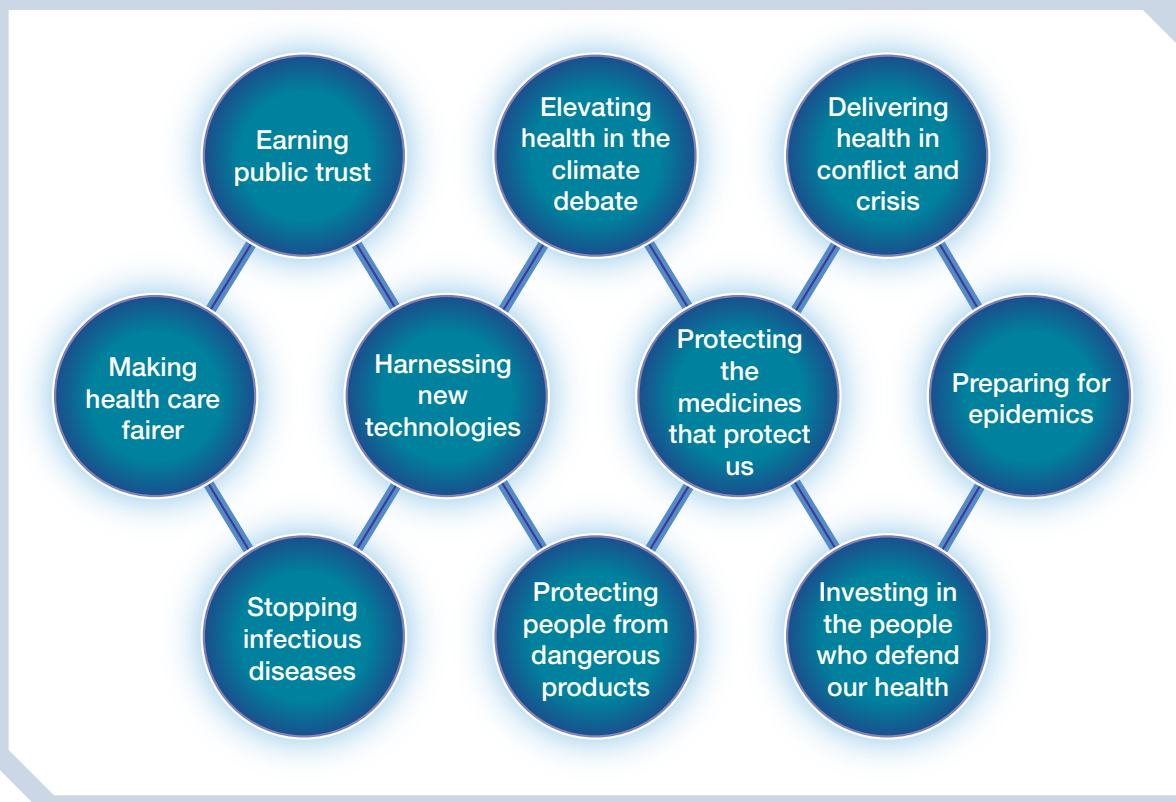 Earning
public trust
Elevating
health in the
climate
debate
Delivering
health in
conflict and
crisis
Making
health care
fairer
Harnessing
new
technologies
Protecting
the
medicines
that protect
us
Preparing for
epidemics
Stopping
infectious
diseases
Protecting
people from
dangerous
products
Investing in
the people
who defend
our health